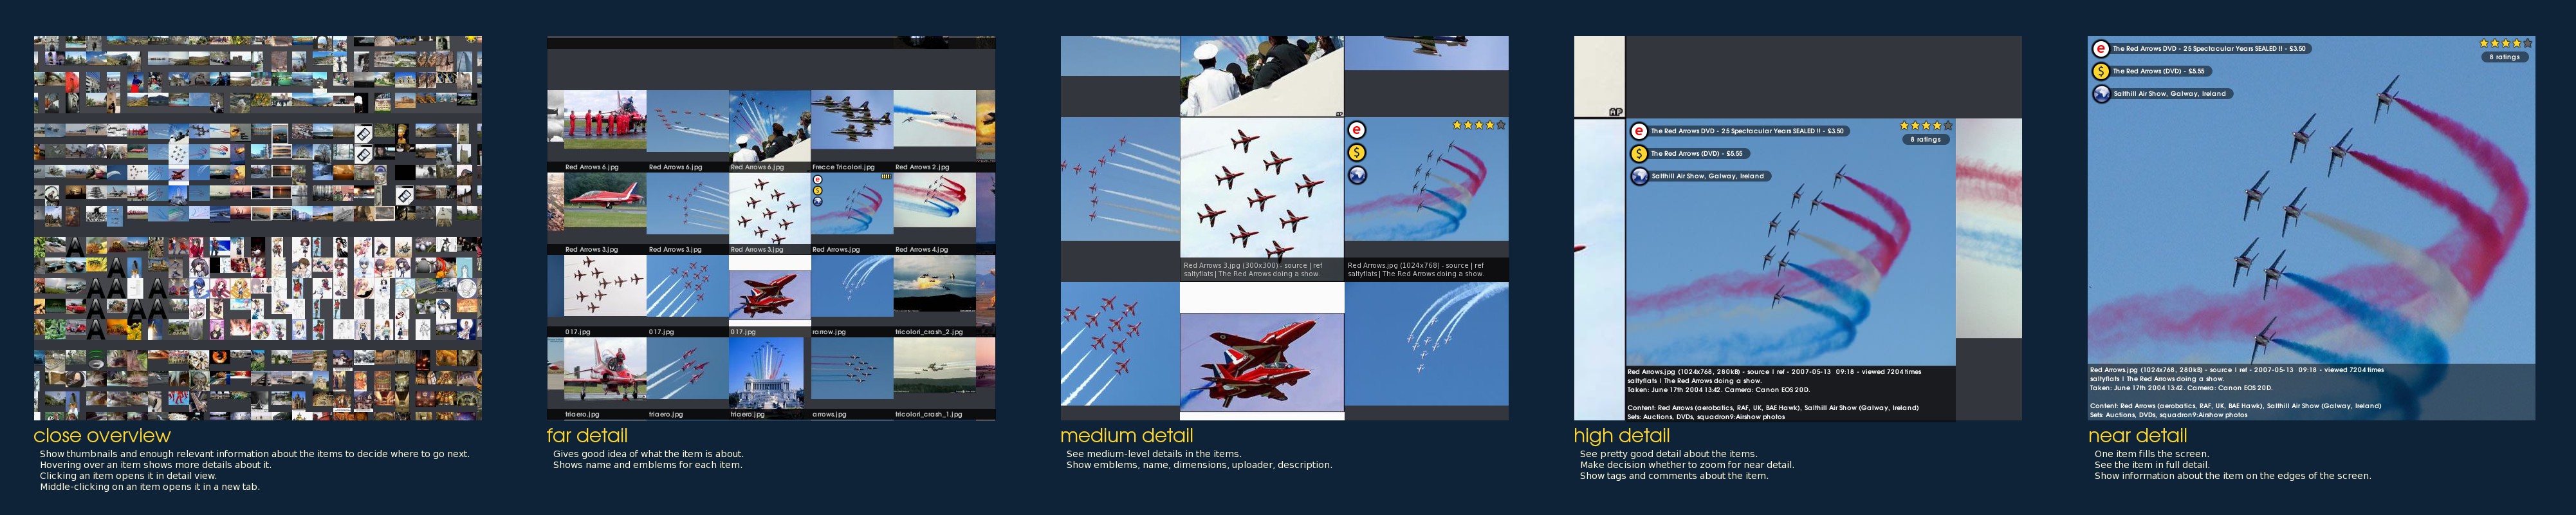 Red Arrows 6.jpg
Red Arrows 6.jpg
Red Arrows 6.jpg
Frecce Tricolori.jpg
Red Arrows 2.jpg
Red Arrows 3.jpg
Red Arrows 3.jpg
Red Arrows 3.jpg
Red Arrows.jpg
Red Arrows 4.jpg
017.jpg
017.jpg
017.jpg
rarrow.jpg
tricolori_crash_2.jpg
triaero.jpg
triaero.jpg
triaero.jpg
arrows.jpg
tricolori_crash_1.jpg
Red Arrows 3.jpg (300x300) - source | ref
saltyflats | The Red Arrows doing a show.
Red Arrows.jpg (1024x768) - source | ref
saltyflats | The Red Arrows doing a show.
AP
e The Red Arrows DVD - 25 Spectacular Years SEALED !! - £3.50
8 ratings
$ The Red Arrows (DVD) - £5.55
Salthill Air Show, Galway, Ireland
Red Arrows.jpg (1024x768, 280kB) - source | ref - 2007-05-13 09:18 - viewed 7204 times
saltyflats | The Red Arrows doing a show.
Taken: June 17th 2004 13:42. Camera: Canon EOS 20D.
Content: Red Arrows (aerobatics, RAF, UK, BAE Hawk), Salthill Air Show (Galway, Ireland)
Sets: Auctions, DVDs, squadron9:Airshow photos
e The Red Arrows DVD - 25 Spectacular Years SEALED !! - £3.50
8 ratings
$ The Red Arrows (DVD) - £5.55
Salthill Air Show, Galway, Ireland
Red Arrows.jpg (1024x768, 280kB) - source | ref - 2007-05-13 09:18 - viewed 7204 times
saltyflats | The Red Arrows doing a show.
Taken: June 17th 2004 13:42. Camera: Canon EOS 20D.
Content: Red Arrows (aerobatics, RAF, UK, BAE Hawk), Salthill Air Show (Galway, Ireland)
Sets: Auctions, DVDs, squadron9:Airshow photos
close overview
Show thumbnails and enough relevant information about the items to decide where to go next.
Hovering over an item shows more details about it.
Clicking an item opens it in detail view.
Middle-clicking on an item opens it in a new tab.
far detail
Gives good idea of what the item is about.
Shows name and emblems for each item.
medium detail
See medium-level details in the items.
Show emblems, name, dimensions, uploader, description.
high detail
See pretty good detail about the items.
Make decision whether to zoom for near detail.
Show tags and comments about the item.
near detail
One item fills the screen.
See the item in full detail.
Show information about the item on the edges of the screen.